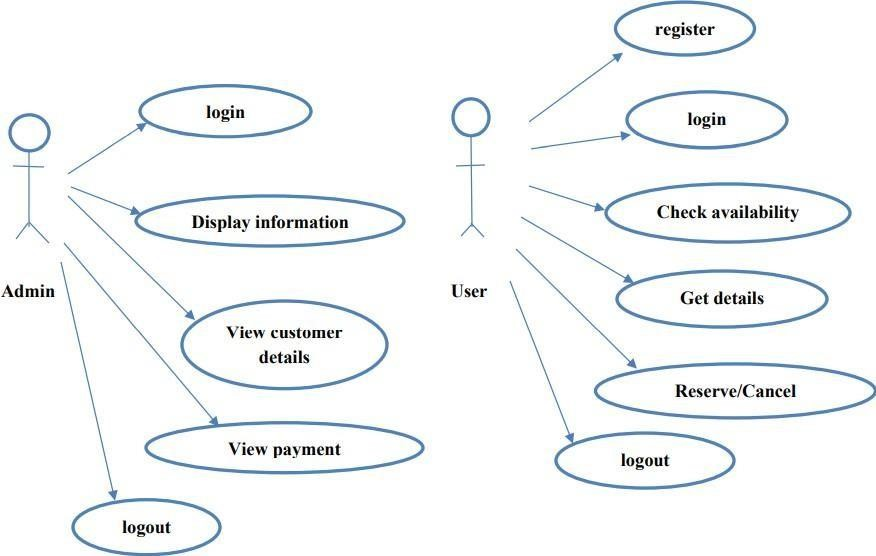 login
Display information
Admin
View customer
details
View payment
logout
register
login
Check availability
User
Get details
Reserve/Cancel
logout